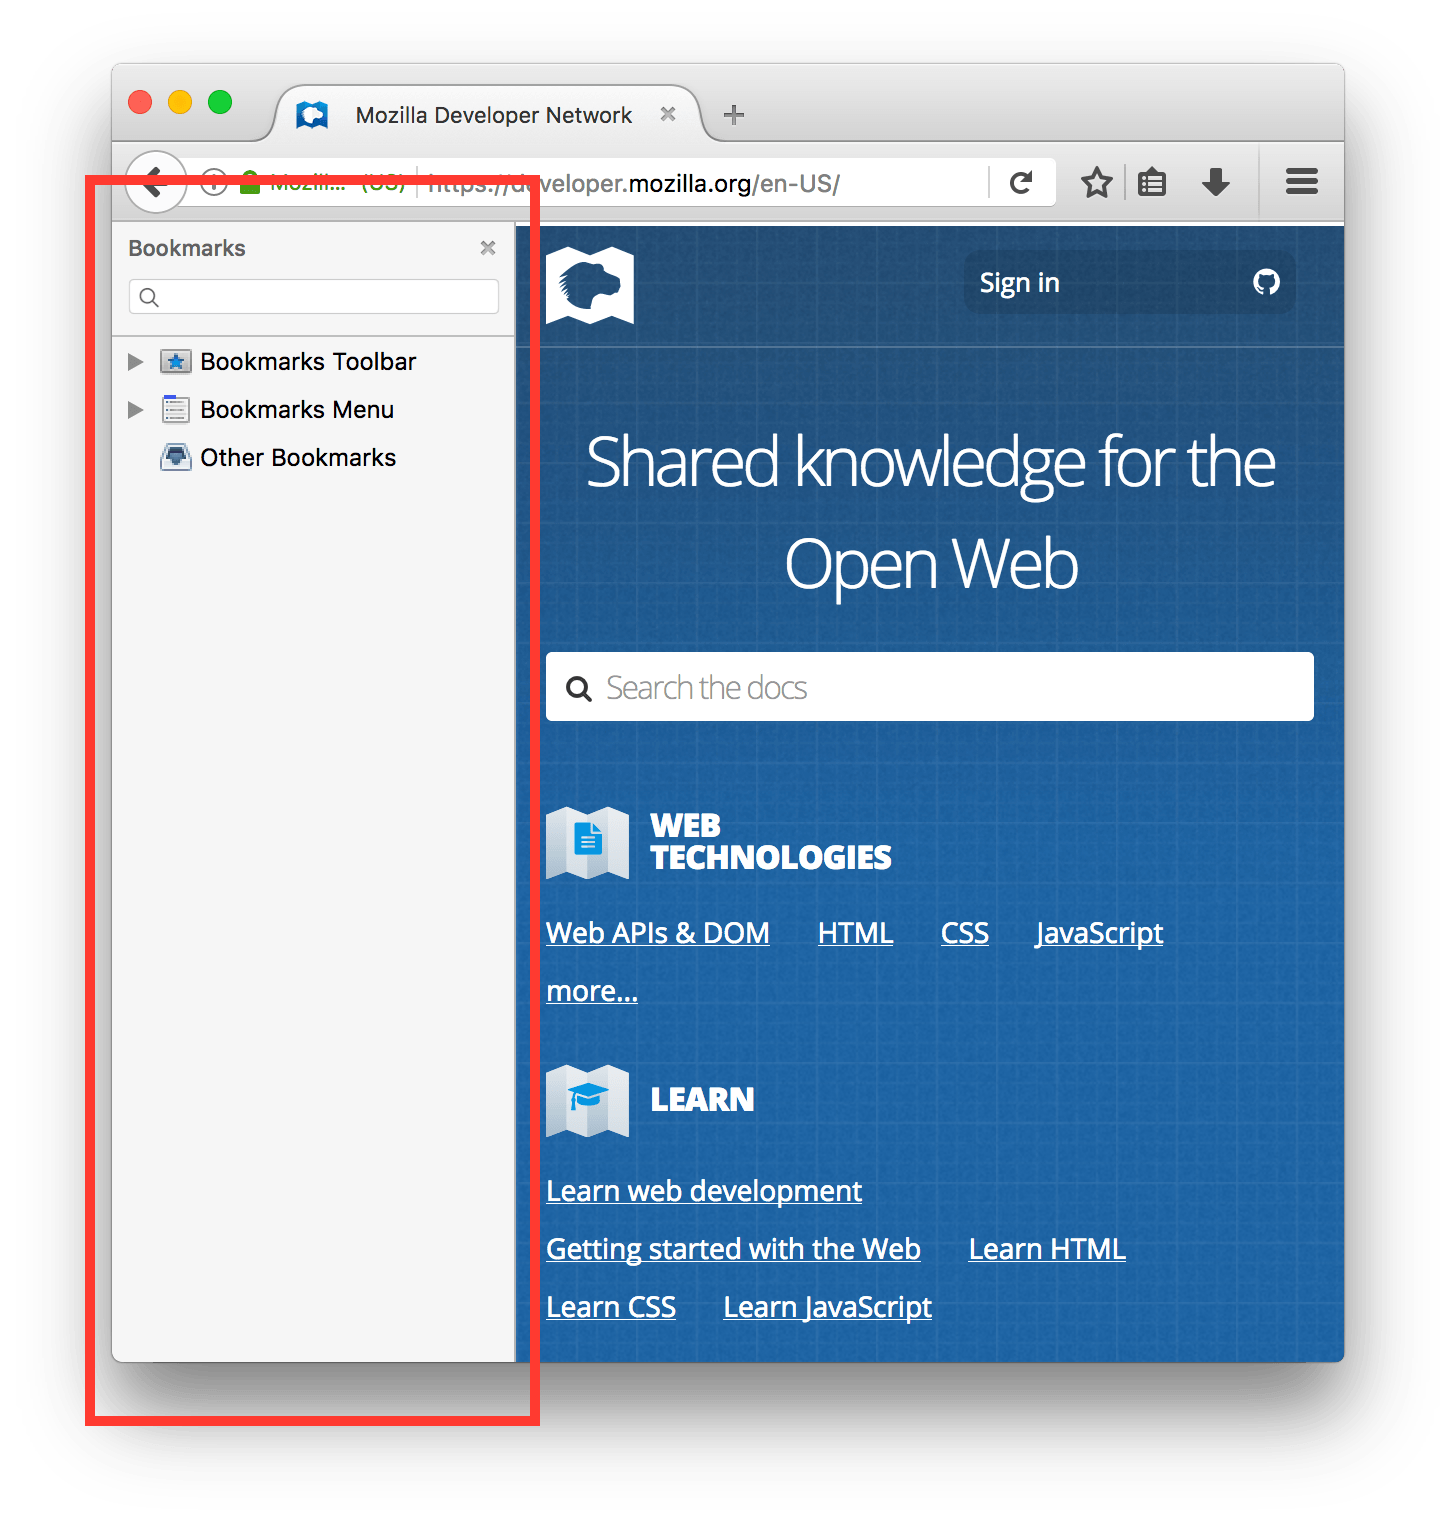 Mozilla Developer Network
Mozill... (US) https://developer.mozilla.org/en-US/
Bookmarks
Bookmarks Toolbar
Bookmarks Menu
Other Bookmarks
Sign in
Shared knowledge for the
Open Web
Search the docs
WEB
TECHNOLOGIES
Web APIs & DOM HTML CSS JavaScript
more...
LEARN
Learn web development
Getting started with the Web Learn HTML
Learn CSS Learn JavaScript